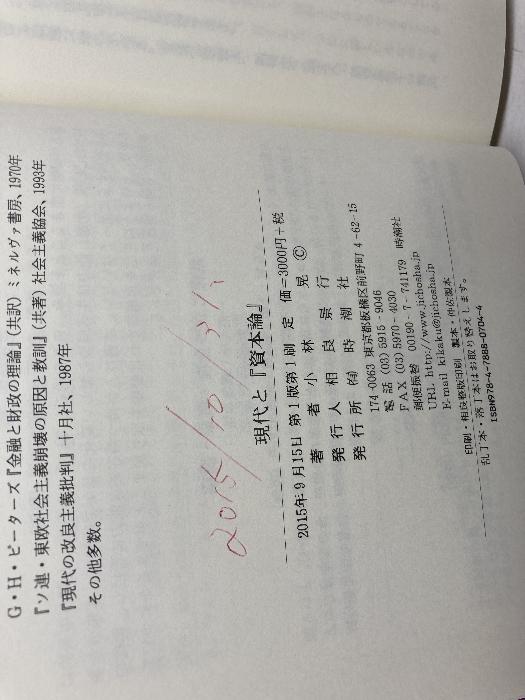 G・H・ピーターズ『金融と財政の理論』(共訳) ミネルヴァ書房、1970年
『ソ連・東欧社会主義崩壊の原因と教訓』(共者) 社会主義協会、1993年
『現代の改良主義批判』十月社、1987年
その他多数。
2015/10/31
現代と『資本論』
2015年9月15日 第1版第1刷 定 価=3000円+税
著者 小林 晃 ©
発行人 相良景行
発行所 ㈲ 時潮社
174-0063 東京都板橋区前野町 4-62-15
電話 (03) 5915-9046
FAX (03) 5970-4030
郵便振替 00190-7-741179 時潮社
URL http://www.jichosha.jp
E-mail kikaku@jichosha.jp
印刷・相良整版印刷 製本・仲佐製本
乱丁本・落丁本はお取り替えします。
ISBN978-4-7888-0704-4